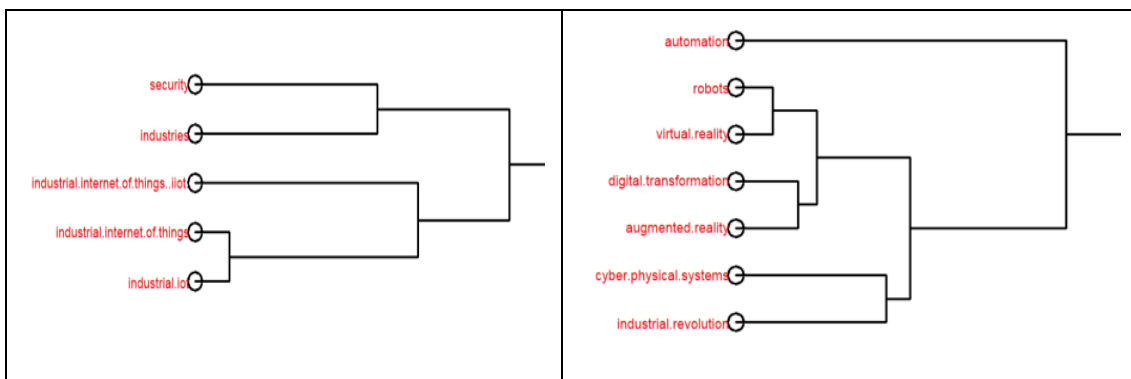 security
industries
industrial.internet.of.things..iiot.
industrial.internet.of.things
industrial.iot
automation
robots
virtual.reality
digital.transformation
augmented.reality
cyber.physical.systems
industrial.revolution